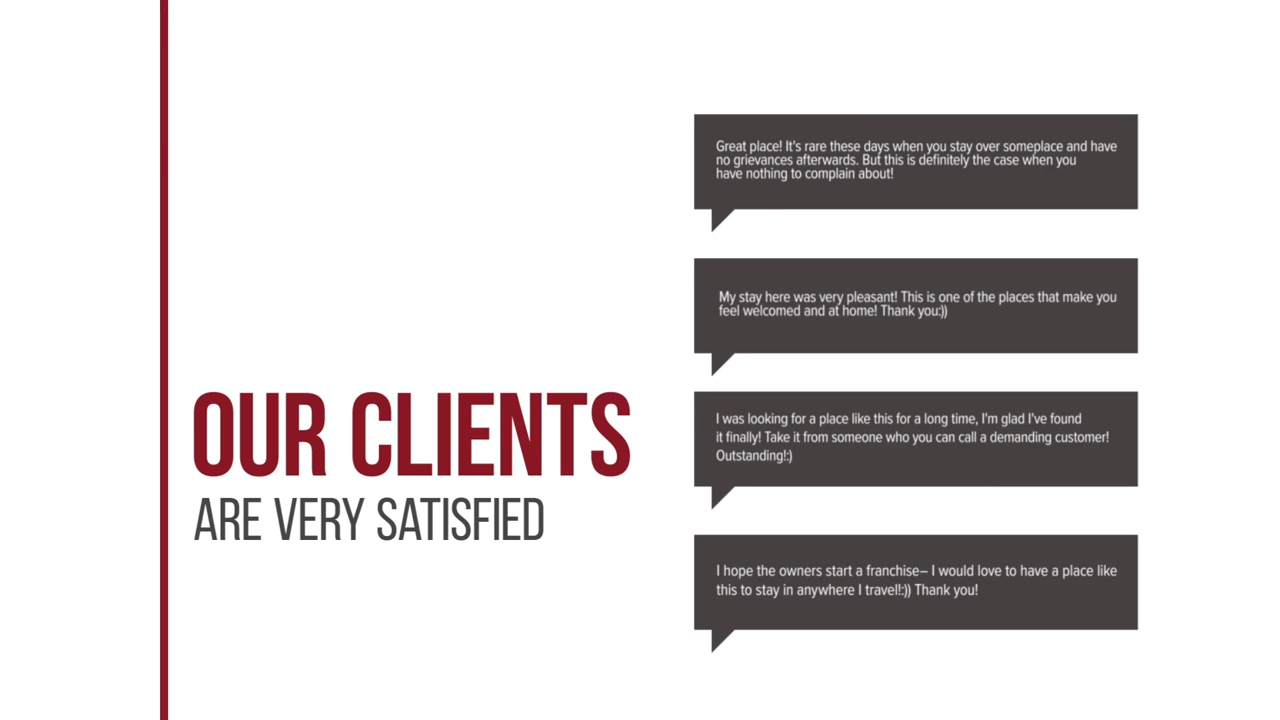 OUR CLIENTS
ARE VERY SATISFIED
Great place! It's rare these days when you stay over someplace and have
no grievances afterwards. But this is definitely the case when you
have nothing to complain about!
My stay here was very pleasant! This is one of the places that make you
feel welcomed and at home! Thank you:))
I was looking for a place like this for a long time, I'm glad I've found
it finally! Take it from someone who you can call a demanding customer!
Outstanding!:)
I hope the owners start a franchise– I would love to have a place like
this to stay in anywhere I travel!:)) Thank you!